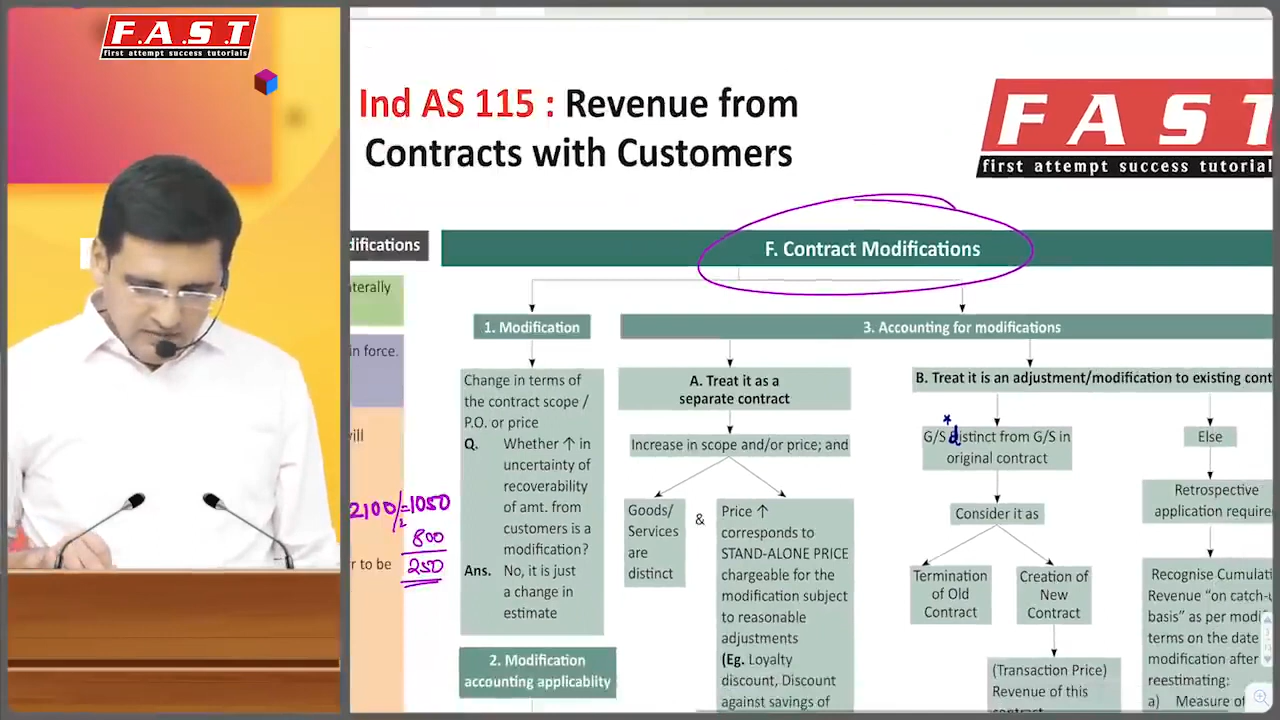 F.A.S.T
first attempt success tutorials
Ind AS 115 : Revenue from
Contracts with Customers
FAST
first attempt success tutorial
difications
F. Contract Modifications
terally
in force.
will
r to be
2100/2 = 1050
800
250
1. Modification
Change in terms of
the contract scope /
P.O. or price
Q. Whether ↑ in
uncertainty of
recoverability
of amt. from
customers is a
modification?
Ans. No, it is just
a change in
estimate
2. Modification
accounting applicablity
3. Accounting for modifications
A. Treat it as a
separate contract
Increase in scope and/or price; and
Goods/
Services
are
distinct
&
Price ↑
corresponds to
STAND-ALONE PRICE
chargeable for the
modification subject
to reasonable
adjustments
(Eg. Loyalty
discount, Discount
against savings of
B. Treat it is an adjustment/modification to existing cont
*
G/S distinct from G/S in
original contract
Consider it as
Termination
of Old
Contract
Creation of
New
Contract
(Transaction Price)
Revenue of this
Else
Retrospective
application require
Recognise Cumulati
Revenue "on catch-u
basis" as per modif
terms on the date
modification after
reestimating:
a) Measure of